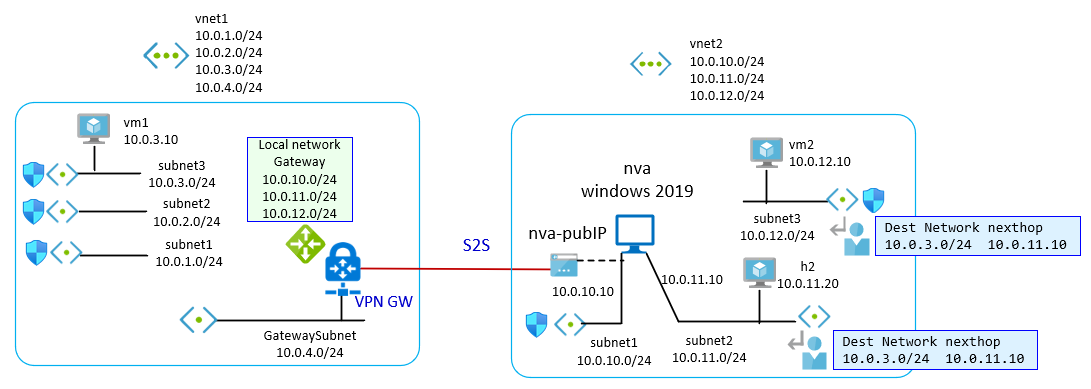 vnet1
10.0.1.0/24
10.0.2.0/24
10.0.3.0/24
10.0.4.0/24
vnet2
10.0.10.0/24
10.0.11.0/24
10.0.12.0/24
vm1
10.0.3.10
subnet3
10.0.3.0/24
subnet2
10.0.2.0/24
subnet1
10.0.1.0/24
Local network
Gateway
10.0.10.0/24
10.0.11.0/24
10.0.12.0/24
VPN GW
GatewaySubnet
10.0.4.0/24
S2S
nva
windows 2019
nva-pubIP
10.0.10.10
10.0.11.10
subnet1
10.0.10.0/24
subnet2
10.0.11.0/24
vm2
10.0.12.10
subnet3
10.0.12.0/24
Dest Network nexthop
10.0.3.0/24 10.0.11.10
h2
10.0.11.20
Dest Network nexthop
10.0.3.0/24 10.0.11.10